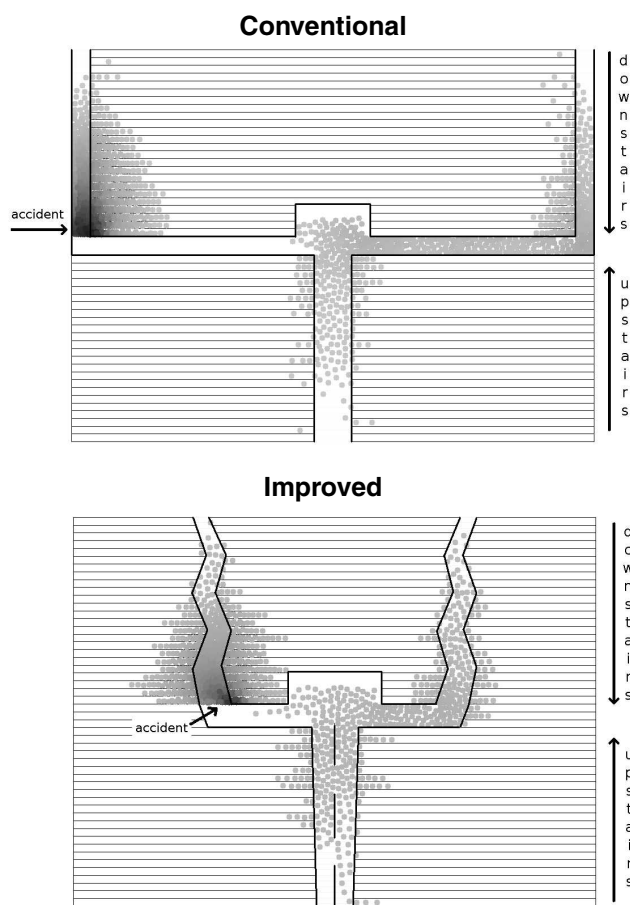 Conventional
downstairs
accident
upstairs
Improved
downstairs
accident
upstairs